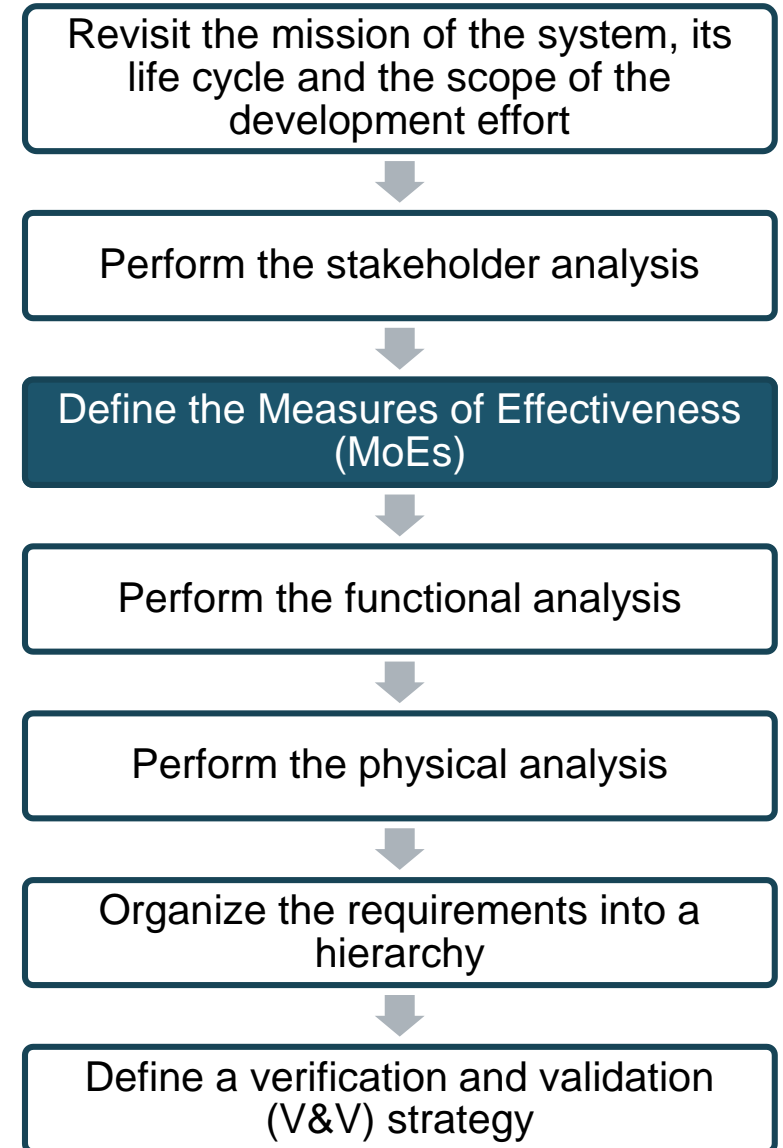 Revisit the mission of the system, its
life cycle and the scope of the
development effort
Perform the stakeholder analysis
Define the Measures of Effectiveness
(MoEs)
Perform the functional analysis
Perform the physical analysis
Organize the requirements into a
hierarchy
Define a verification and validation
(V&V) strategy